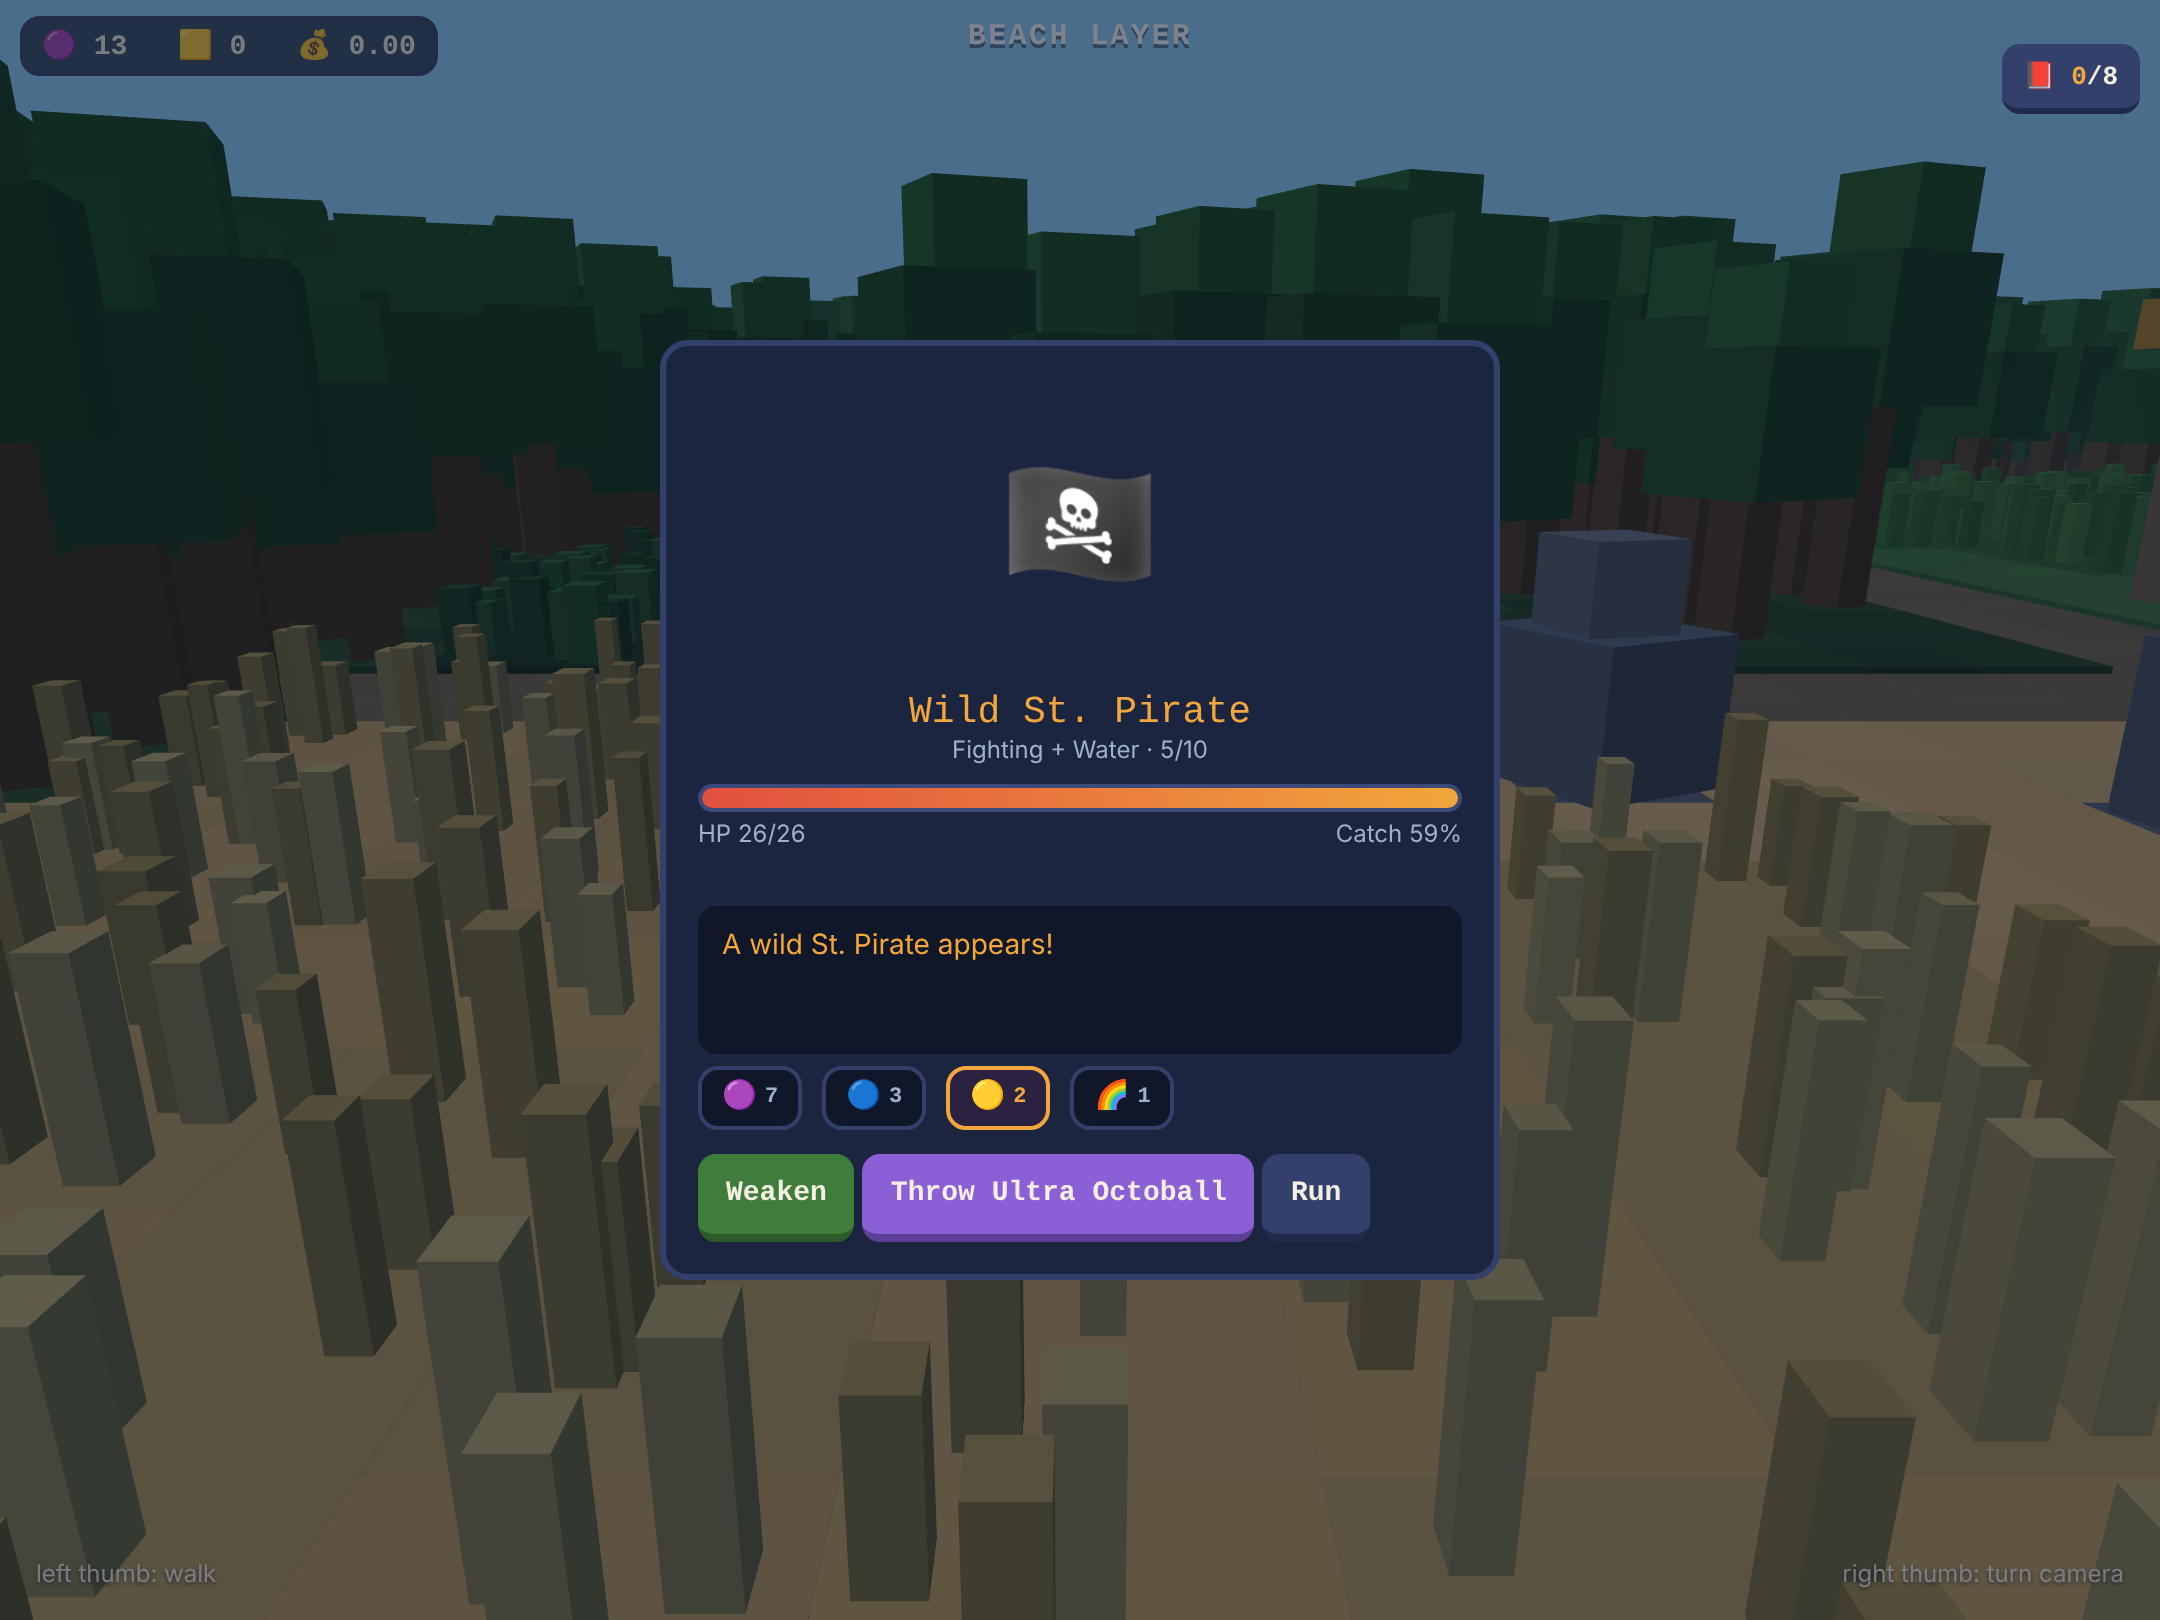 13 0 0.00
BEACH LAYER
0/8
Wild St. Pirate
Fighting + Water · 5/10
HP 26/26 Catch 59%
A wild St. Pirate appears!
7 3 2 1
Weaken Throw Ultra Octoball Run
left thumb: walk right thumb: turn camera